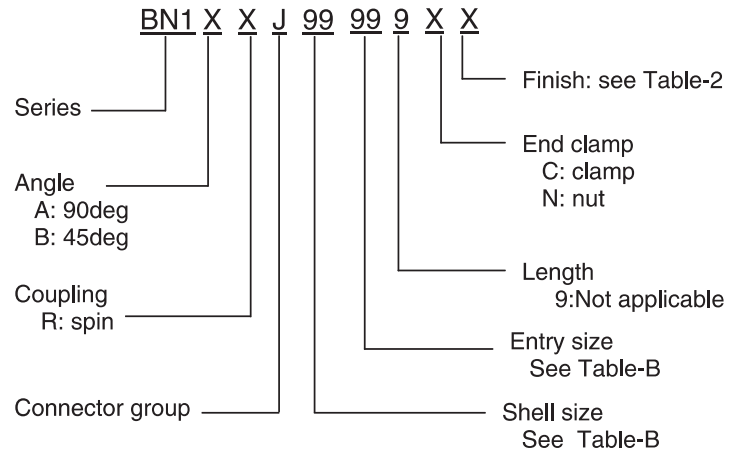 BN1 X X J 99 99 9 X X
Finish: see Table-2
Series
End clamp
C: clamp
N: nut
Angle
A: 90deg
B: 45deg
Length
9:Not applicable
Coupling
R: spin
Entry size
See Table-B
Connector group
Shell size
See Table-B